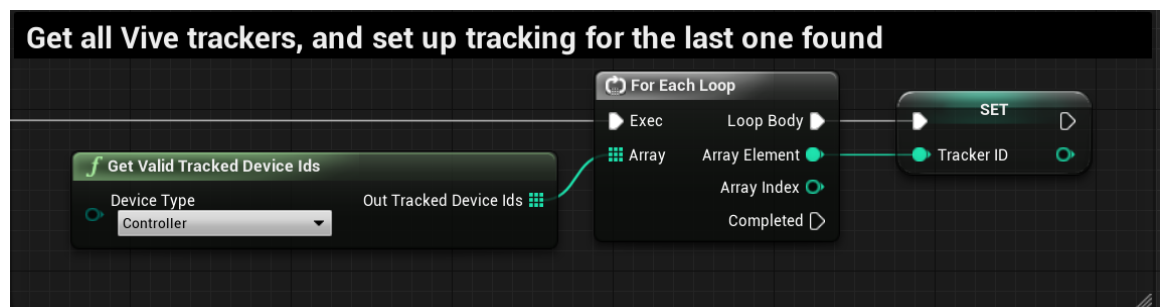 Get all Vive trackers, and set up tracking for the last one found
For Each Loop
Exec
Loop Body
Array
Array Element
Array Index
Completed
SET
Tracker ID
f Get Valid Tracked Device Ids
Device Type
Controller
Out Tracked Device Ids